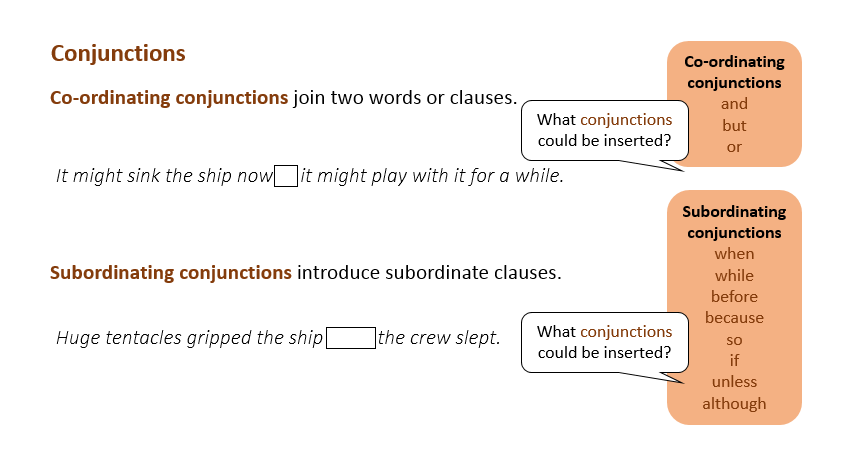 Conjunctions
Co-ordinating conjunctions join two words or clauses.
What conjunctions
could be inserted?
It might sink the ship now it might play with it for a while.
Co-ordinating
conjunctions
and
but
or
Subordinating conjunctions introduce subordinate clauses.
Huge tentacles gripped the ship the crew slept.
What conjunctions
could be inserted?
Subordinating
conjunctions
when
while
before
because
so
if
unless
although